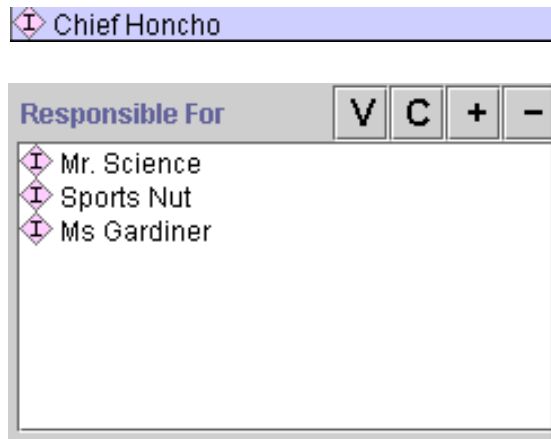 I Chief Honcho
Responsible For V C + −
I Mr. Science
I Sports Nut
I Ms Gardiner